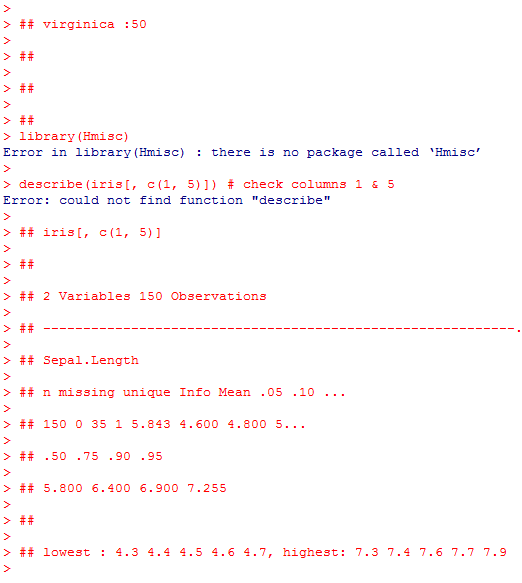 >
> ## virginica :50
>
> ##
>
> ##
>
> ##
> library(Hmisc)
Error in library(Hmisc) : there is no package called ‘Hmisc’
>
> describe(iris[, c(1, 5)]) # check columns 1 & 5
Error: could not find function "describe"
>
> ## iris[, c(1, 5)]
>
> ##
>
> ## 2 Variables 150 Observations
>
> ## -----------------------------------------------------------.
>
> ## Sepal.Length
>
> ## n missing unique Info Mean .05 .10 ...
>
> ## 150 0 35 1 5.843 4.600 4.800 5...
>
> ## .50 .75 .90 .95
>
> ## 5.800 6.400 6.900 7.255
>
> ##
>
> ## lowest : 4.3 4.4 4.5 4.6 4.7, highest: 7.3 7.4 7.6 7.7 7.9
>